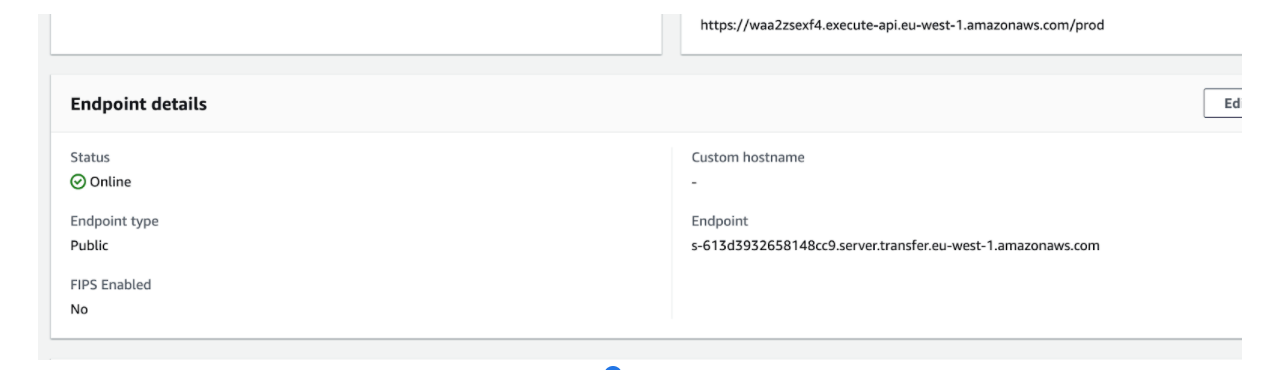 https://waa2zsexf4.execute-api.eu-west-1.amazonaws.com/prod
Endpoint details
Status
Online
Endpoint type
Public
FIPS Enabled
No
Custom hostname
-
Endpoint
s-613d3932658148cc9.server.transfer.eu-west-1.amazonaws.com